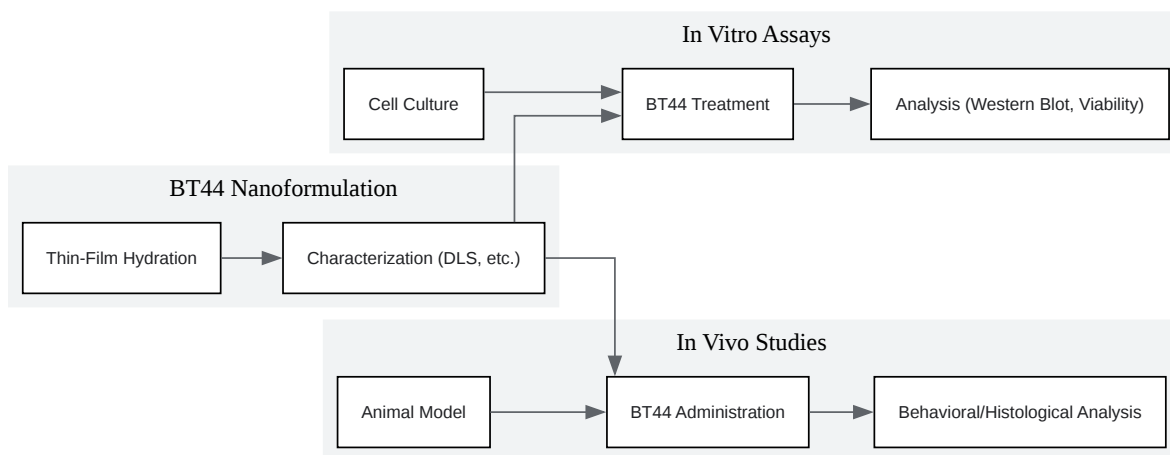 In Vitro Assays
Cell Culture
BT44 Treatment
Analysis (Western Blot, Viability)
BT44 Nanoformulation
Thin-Film Hydration
Characterization (DLS, etc.)
In Vivo Studies
Animal Model
BT44 Administration
Behavioral/Histological Analysis